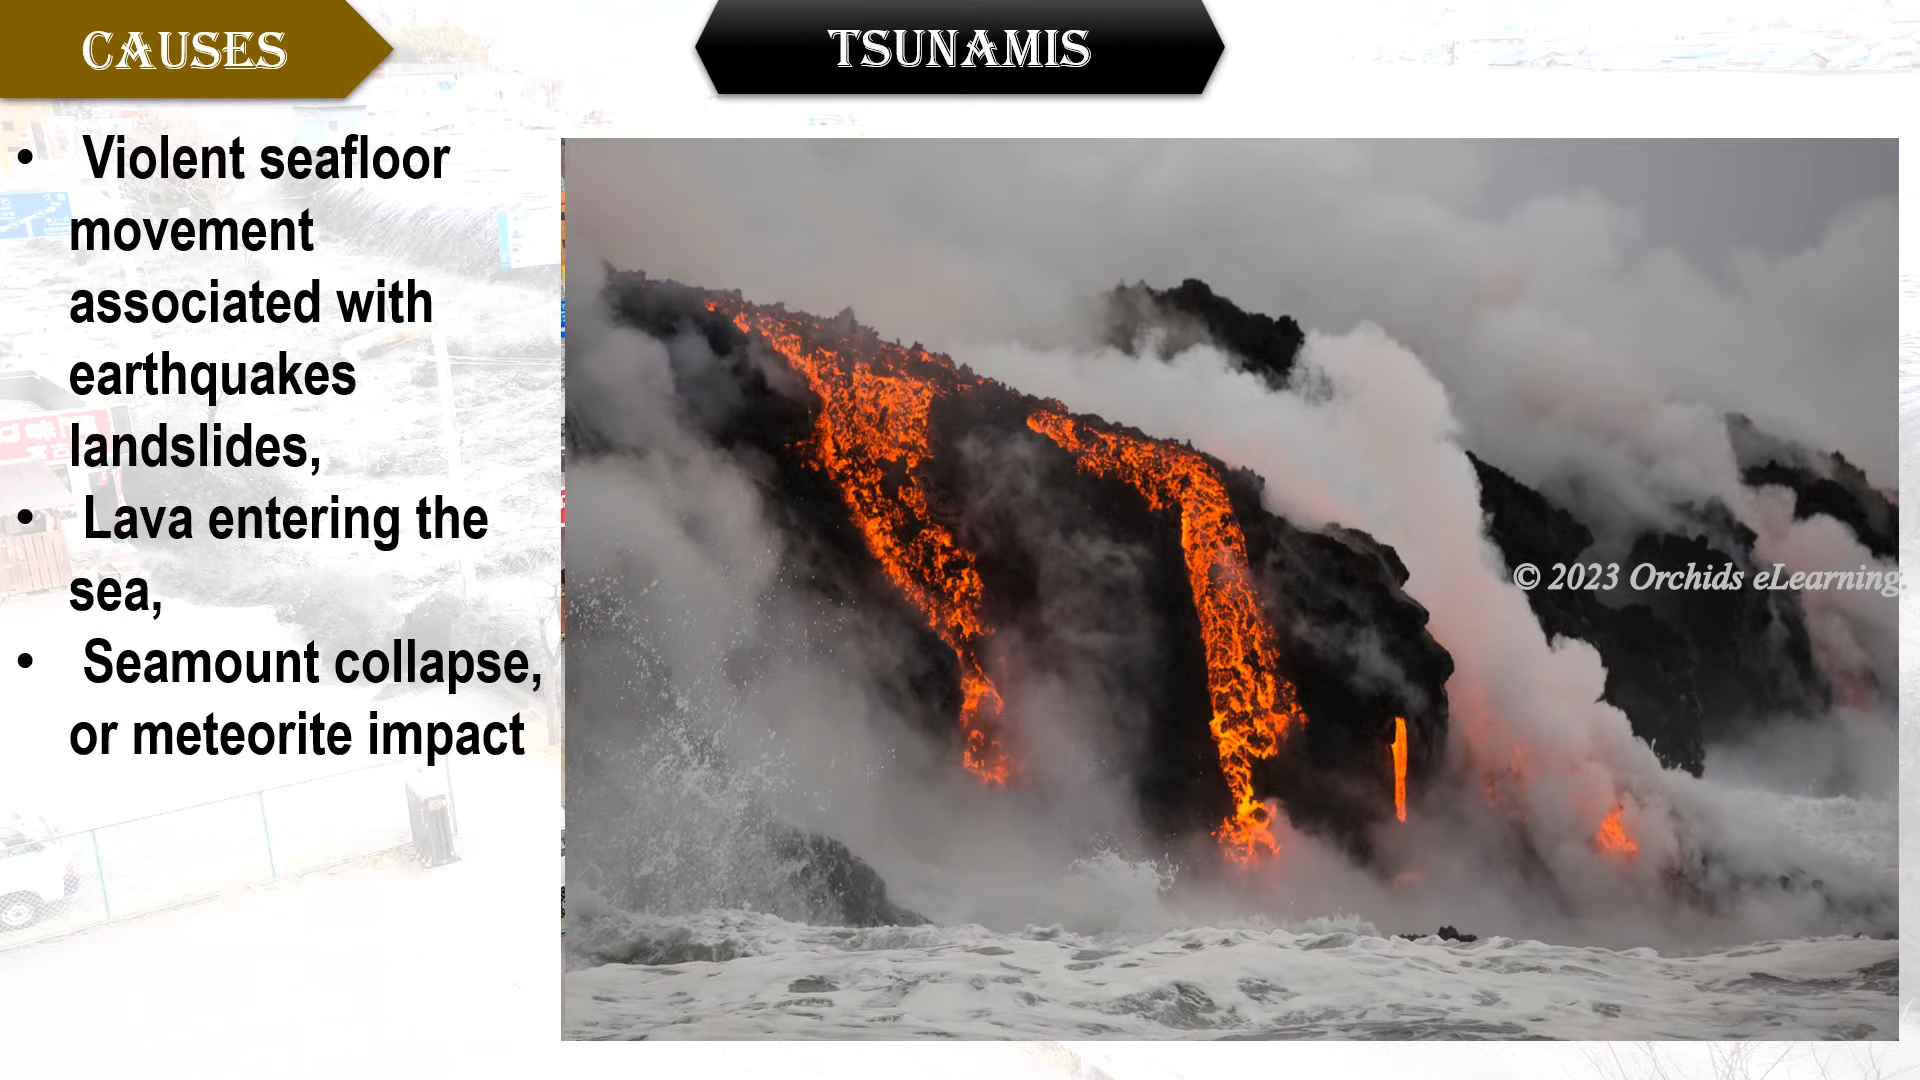 CAUSES
TSUNAMIS
• Violent seafloor
movement
associated with
earthquakes
landslides,
• Lava entering the
sea,
• Seamount collapse,
or meteorite impact
© 2023 Orchids eLearning.